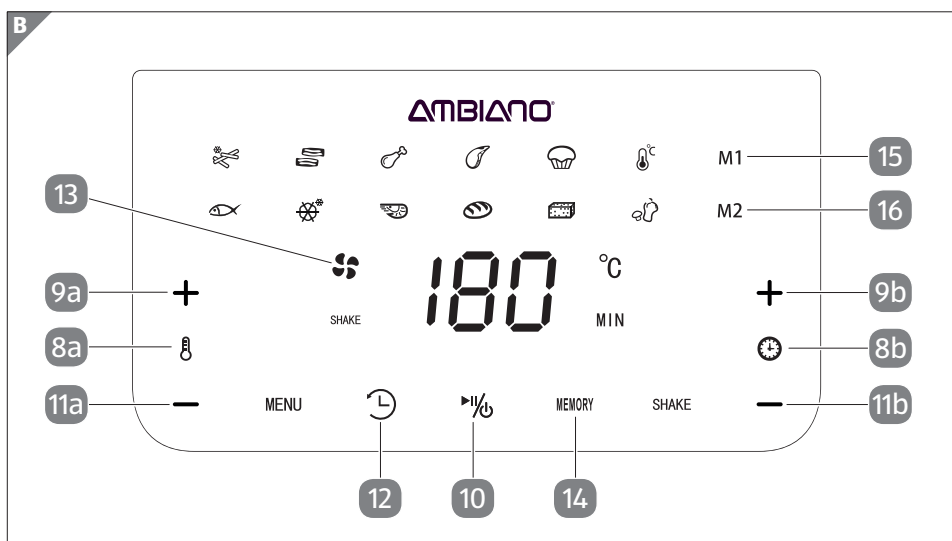 B
AMBIANO®
°C M1 15
13 M2 16
180 °C
9a + + 9b
SHAKE MIN
8a 8b
11a − MENU MEMORY SHAKE − 11b
12 10 14